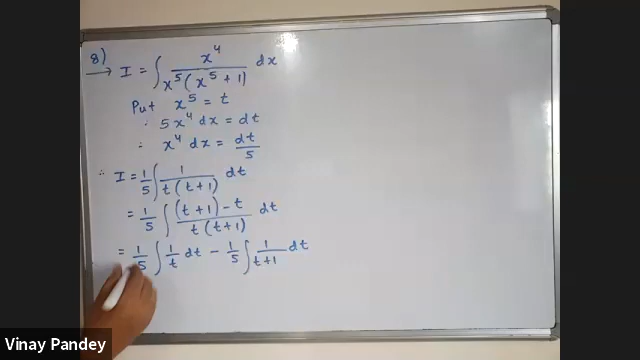 8)
→ I = ∫ x⁴ / x⁵(x⁵ + 1) dx
Put x⁵ = t
∴ 5x⁴ dx = dt
∴ x⁴ dx = dt/5
∴ I = 1/5 ∫ 1 / t(t+1) dt
= 1/5 ∫ (t+1) - t / t(t+1) dt
= 1/5 ∫ 1/t dt - 1/5 ∫ 1/t+1 dt
Vinay Pandey